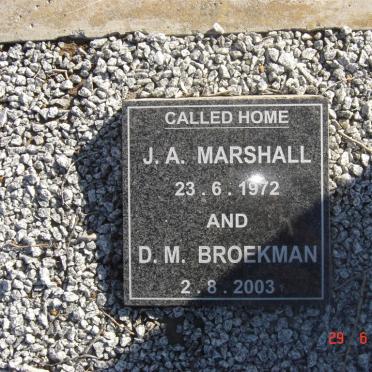 CALLED HOME
J. A. MARSHALL
23 . 6 . 1972
AND
D. M. BROEKMAN
2 . 8 . 2003
29 6